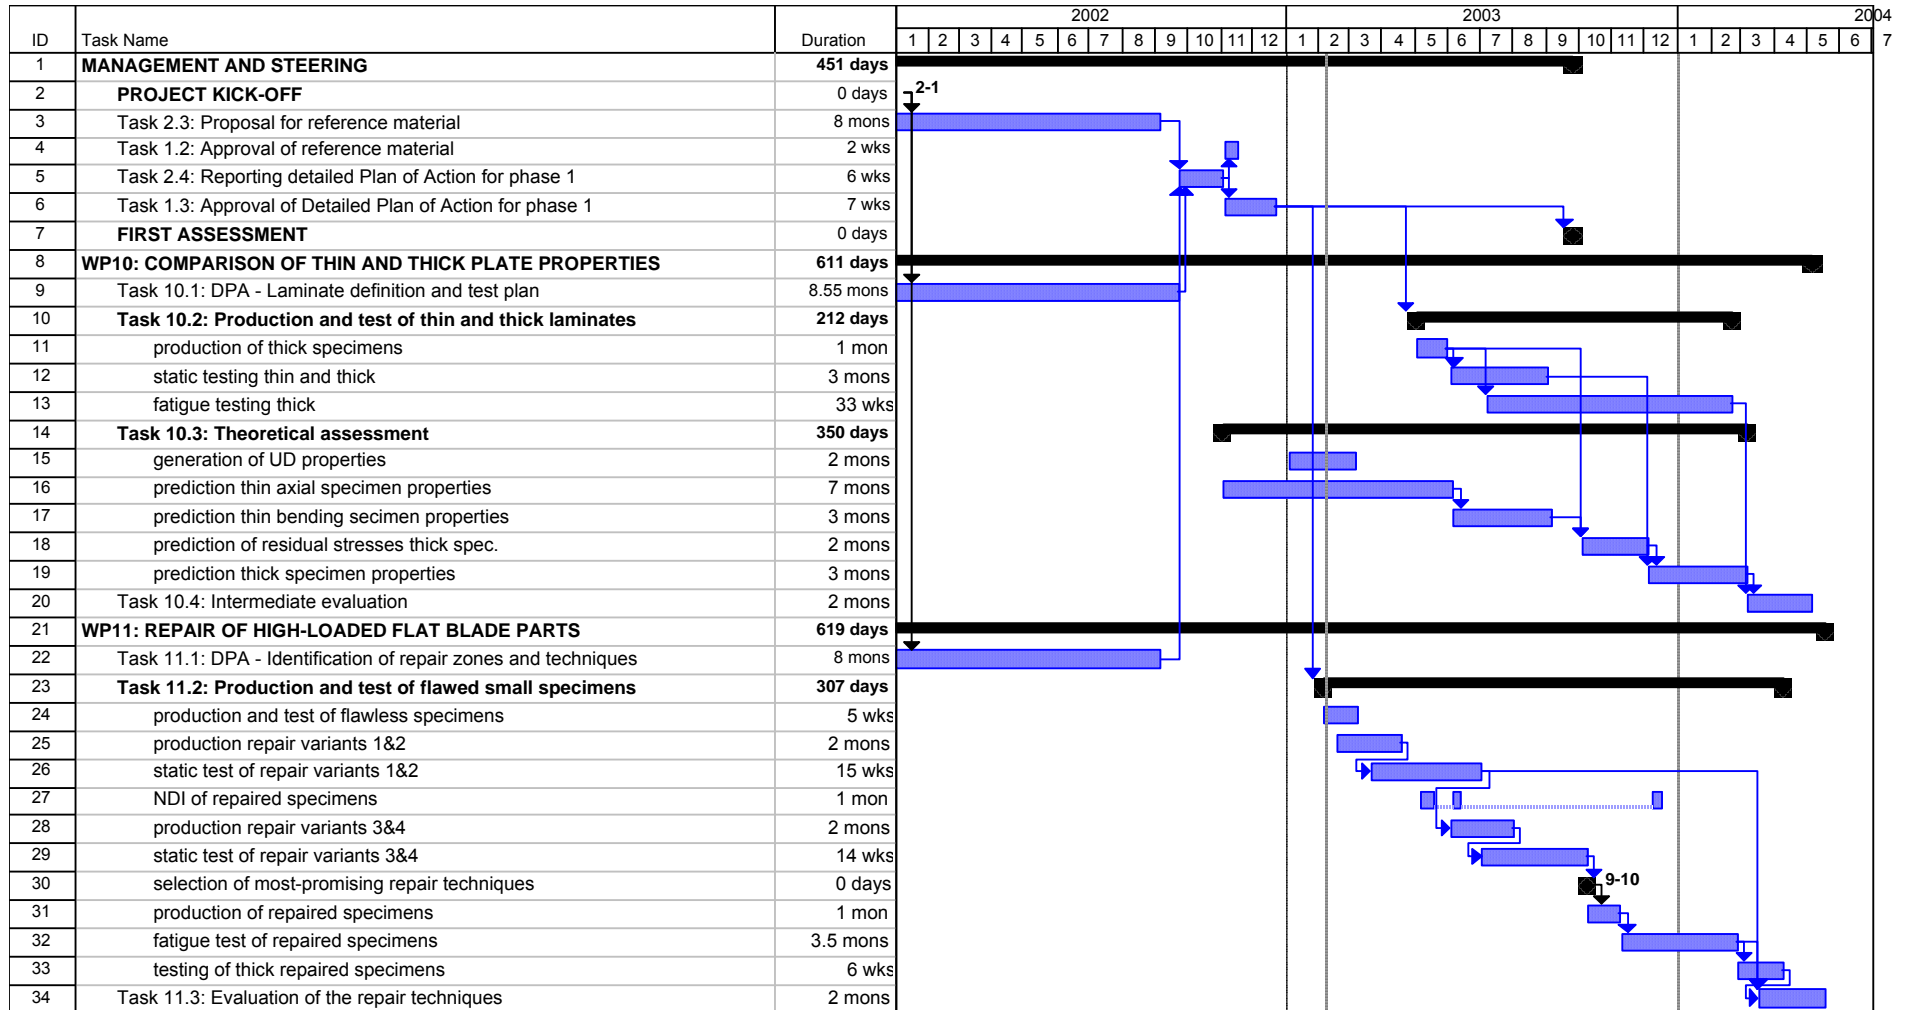 2002 2003 2004
ID Task Name Duration 1 2 3 4 5 6 7 8 9 10 11 12 1 2 3 4 5 6 7 8 9 10 11 12 1 2 3 4 5 6 7
1 MANAGEMENT AND STEERING 451 days
2 PROJECT KICK-OFF 0 days 2-1
3 Task 2.3: Proposal for reference material 8 mons
4 Task 1.2: Approval of reference material 2 wks
5 Task 2.4: Reporting detailed Plan of Action for phase 1 6 wks
6 Task 1.3: Approval of Detailed Plan of Action for phase 1 7 wks
7 FIRST ASSESSMENT 0 days
8 WP10: COMPARISON OF THIN AND THICK PLATE PROPERTIES 611 days
9 Task 10.1: DPA - Laminate definition and test plan 8.55 mons
10 Task 10.2: Production and test of thin and thick laminates 212 days
11 production of thick specimens 1 mon
12 static testing thin and thick 3 mons
13 fatigue testing thick 33 wks
14 Task 10.3: Theoretical assessment 350 days
15 generation of UD properties 2 mons
16 prediction thin axial specimen properties 7 mons
17 prediction thin bending secimen properties 3 mons
18 prediction of residual stresses thick spec. 2 mons
19 prediction thick specimen properties 3 mons
20 Task 10.4: Intermediate evaluation 2 mons
21 WP11: REPAIR OF HIGH-LOADED FLAT BLADE PARTS 619 days
22 Task 11.1: DPA - Identification of repair zones and techniques 8 mons
23 Task 11.2: Production and test of flawed small specimens 307 days
24 production and test of flawless specimens 5 wks
25 production repair variants 1&2 2 mons
26 static test of repair variants 1&2 15 wks
27 NDI of repaired specimens 1 mon
28 production repair variants 3&4 2 mons
29 static test of repair variants 3&4 14 wks
30 selection of most-promising repair techniques 0 days 9-10
31 production of repaired specimens 1 mon
32 fatigue test of repaired specimens 3.5 mons
33 testing of thick repaired specimens 6 wks
34 Task 11.3: Evaluation of the repair techniques 2 mons